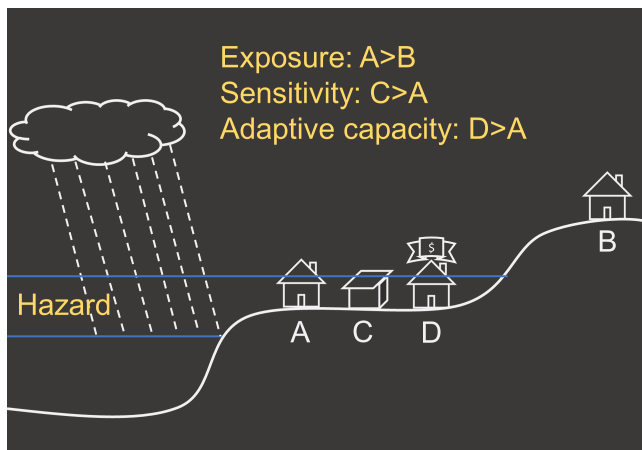 Exposure: A>B
Sensitivity: C>A
Adaptive capacity: D>A
$
B
Hazard
A
C
D